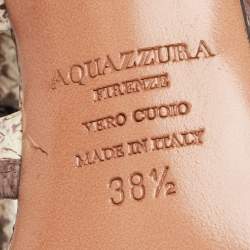 AQUAZZURA
FIRENZE
VERO CUOIO
MADE IN ITALY
38½